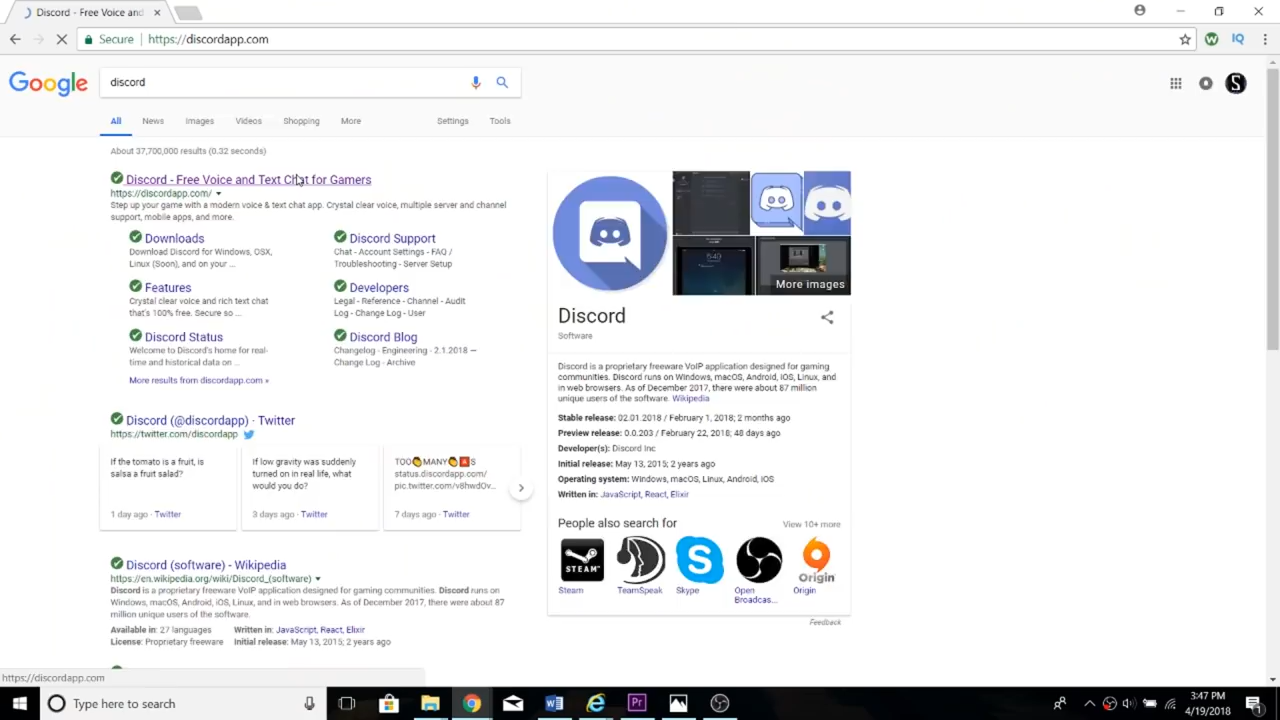 Discord - Free Voice and
Secure https://discordapp.com
IQ
Google discord
S
All News Images Videos Shopping More Settings Tools
About 37,700,000 results (0.32 seconds)
Discord - Free Voice and Text Chat for Gamers
https://discordapp.com/
Step up your game with a modern voice & text chat app. Crystal clear voice, multiple server and channel
support, mobile apps, and more.
Downloads
Download Discord for Windows, OSX,
Linux (Soon), and on your ...
Discord Support
Chat - Account Settings - FAQ /
Troubleshooting - Server Setup
Features
Crystal clear voice and rich text chat
that's 100% free. Secure so ...
Developers
Legal - Reference - Channel - Audit
Log - Change Log - User
Discord Status
Welcome to Discord's home for real-
time and historical data on ...
Discord Blog
Changelog - Engineering - 2.1.2018 —
Change Log - Archive
More results from discordapp.com »
Discord (@discordapp) · Twitter
https://twitter.com/discordapp
If the tomato is a fruit, is
salsa a fruit salad?
1 day ago · Twitter
If low gravity was suddenly
turned on in real life, what
would you do?
3 days ago · Twitter
TOO👏MANY👏🅰️S
status.discordapp.com/
7 days ago · Twitter
Discord (software) - Wikipedia
https://en.wikipedia.org/wiki/Discord_(software)
Discord is a proprietary freeware VoIP application designed for gaming communities. Discord runs on
Windows, macOS, Android, iOS, Linux, and in web browsers. As of December 2017, there were about 87
million unique users of the software.
Available in: 27 languages Written in: JavaScript, React, Elixir
License: Proprietary freeware Initial release: May 13, 2015; 2 years ago
More images
Discord
Software
Discord is a proprietary freeware VoIP application designed for gaming
communities. Discord runs on Windows, macOS, Android, iOS, Linux, and
in web browsers. As of December 2017, there were about 87 million
unique users of the software. Wikipedia
Stable release: 02.01.2018 / February 1, 2018; 2 months ago
Preview release: 0.0.203 / February 22, 2018; 48 days ago
Developer(s): Discord Inc
Initial release: May 13, 2015; 2 years ago
Operating system: Windows, macOS, Linux, Android, iOS
Written in: JavaScript, React, Elixir
People also search for View 10+ more
STEAM
Origin
Steam TeamSpeak Skype Open Origin
Broadcas...
Feedback
https://discordapp.com
Type here to search
Pr
3:47 PM
4/19/2018